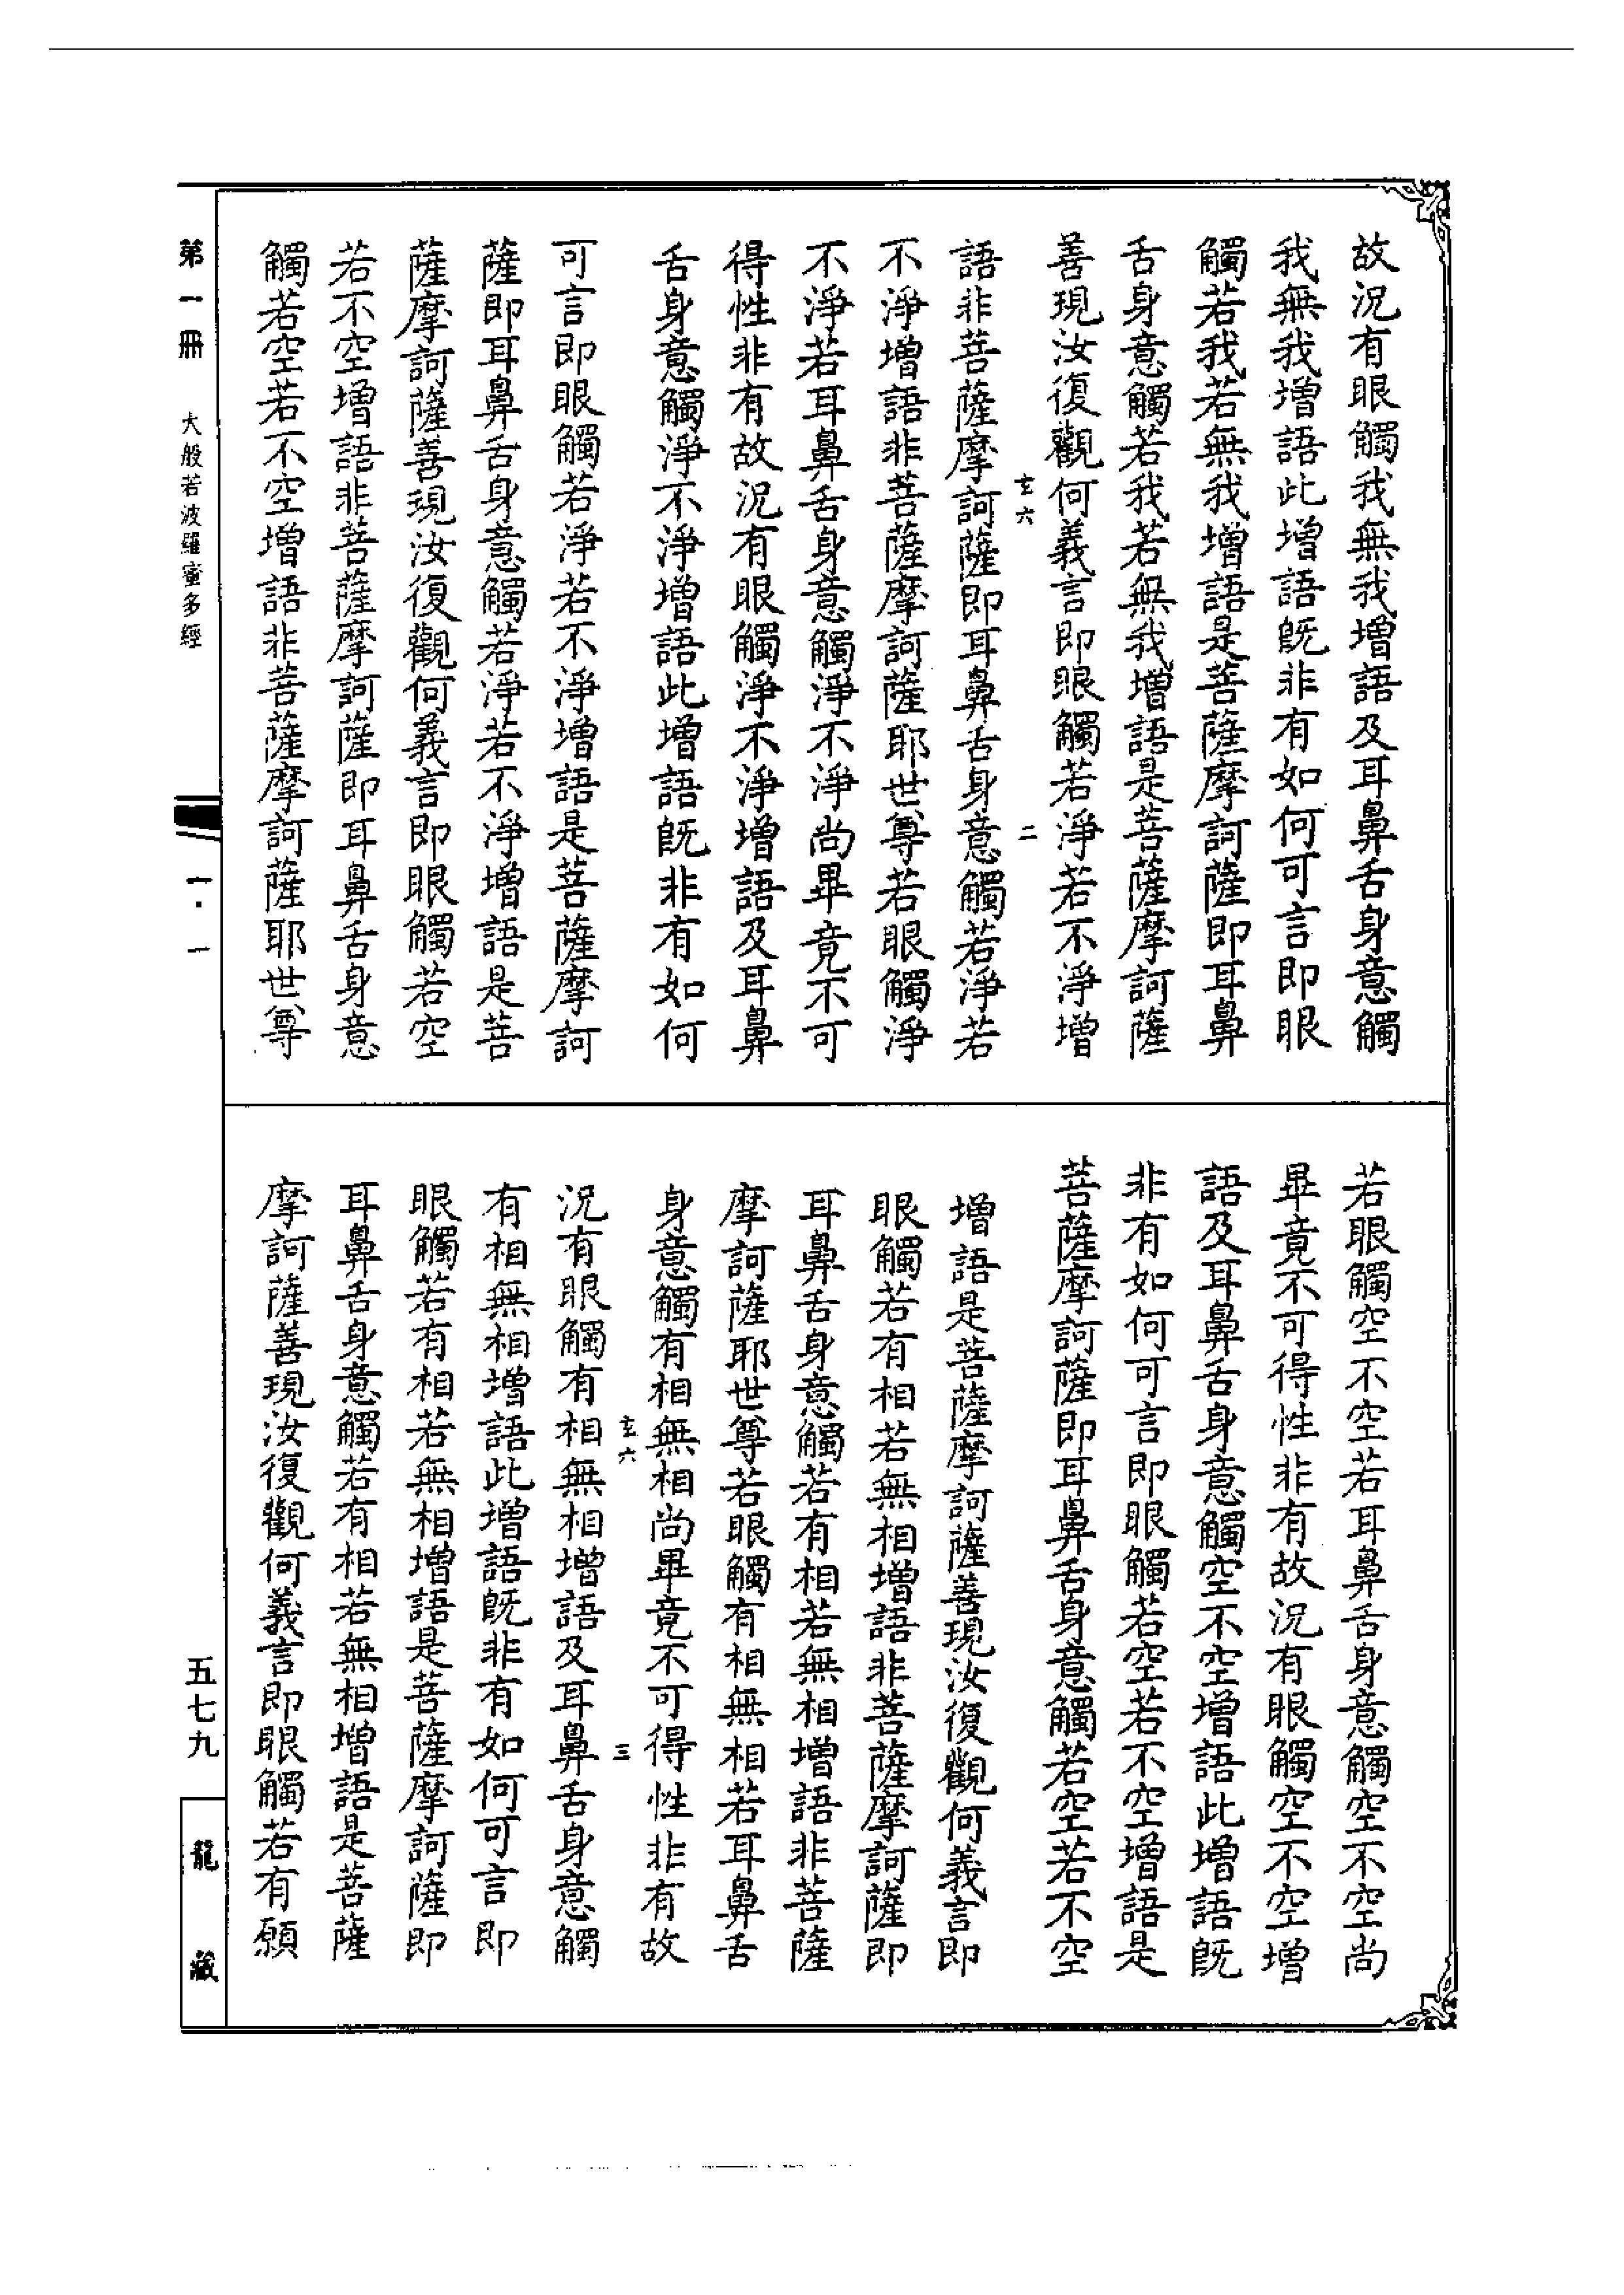 故況有眼觸我無我增語及耳鼻舌身意觸
我無我增語此增語旣非有如何可言即眼
觸若我若無我增語是菩薩摩訶薩即耳鼻
舌身意觸若我若無我增語是菩薩摩訶薩
善現汝復觀何義言即眼觸若淨若不淨增
玄六
二
語非菩薩摩訶薩即耳鼻舌身意觸若淨若
不淨增語非菩薩摩訶薩耶世尊若眼觸淨
不淨若耳鼻舌身意觸淨不淨尚畢竟不可
得性非有故況有眼觸淨不淨增語及耳鼻
舌身意觸淨不淨增語此增語旣非有如何
可言即眼觸若淨若不淨增語是菩薩摩訶
薩即耳鼻舌身意觸若淨若不淨增語是菩
薩摩訶薩善現汝復觀何義言即眼觸若空
若不空增語非菩薩摩訶薩即耳鼻舌身意
觸若空若不空增語非菩薩摩訶薩耶世尊
若眼觸空不空若耳鼻舌身意觸空不空尚
畢竟不可得性非有故況有眼觸空不空增
語及耳鼻舌身意觸空不空增語此增語旣
非有如何可言即眼觸若空若不空增語是
菩薩摩訶薩即耳鼻舌身意觸若空若不空
增語是菩薩摩訶薩善現汝復觀何義言即
眼觸若有相若無相增語非菩薩摩訶薩即
耳鼻舌身意觸若有相若無相增語非菩薩
摩訶薩耶世尊若眼觸有相無相若耳鼻舌
身意觸有相無相尚畢竟不可得性非有故
玄六
三
況有眼觸有相無相增語及耳鼻舌身意觸
有相無相增語此增語旣非有如何可言即
眼觸若有相若無相增語是菩薩摩訶薩即
耳鼻舌身意觸若有相若無相增語是菩薩
摩訶薩善現汝復觀何義言即眼觸若有願
第一冊
大般若波羅蜜多經
一·一
五七九
龍藏